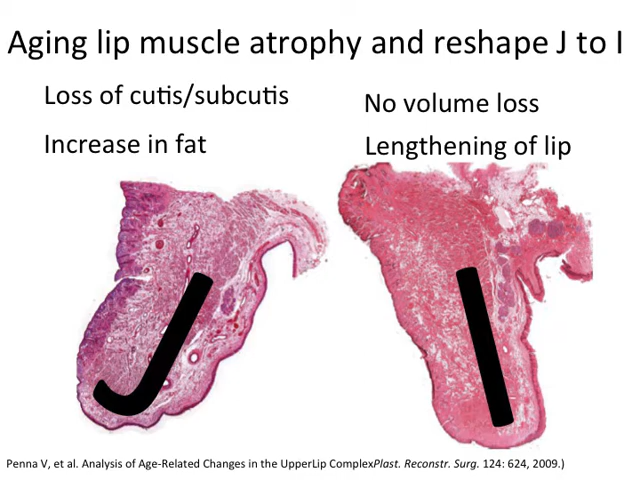 Aging lip muscle atrophy and reshape J to I
Loss of cutis/subcutis
Increase in fat
No volume loss
Lengthening of lip
Penna V, et al. Analysis of Age-Related Changes in the UpperLip ComplexPlast. Reconstr. Surg. 124: 624, 2009.)